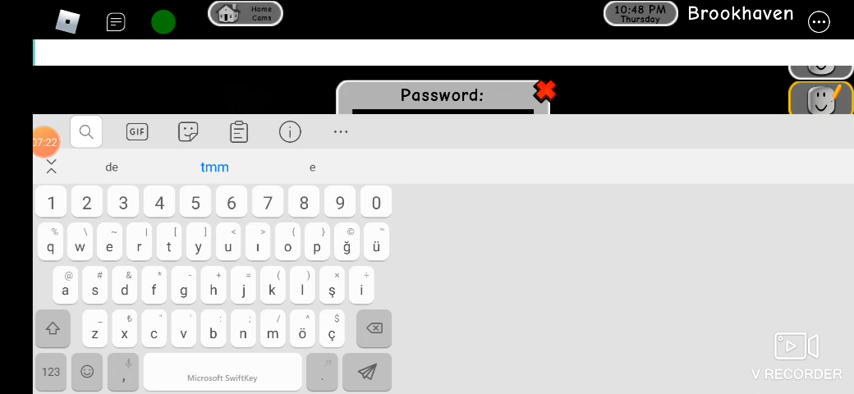 Home
Cams
10:48 PM
Thursday
Brookhaven
Password:
07:22
GIF
de tmm e
1 2 3 4 5 6 7 8 9 0
% \ ~ | [ ] < > { } © ™
q w e r t y u ı o p ğ ü
@ # & * - + = ( ) × ÷
a s d f g h j k l ş i
_ ₺ " ' : ; / ^ $
z x c v b n m ö ç
123 , Microsoft SwiftKey .
V RECORDER